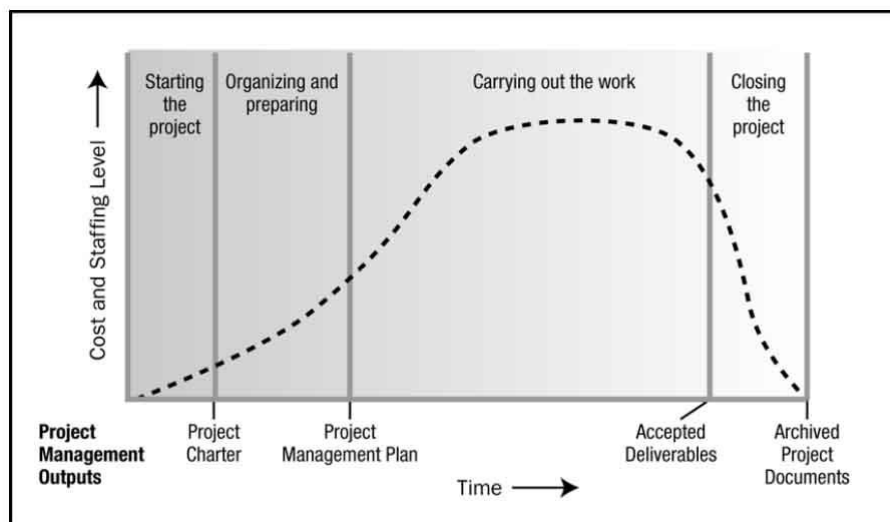 Starting
the
project
Organizing and
preparing
Carrying out the work
Closing
the
project
Cost and Staffing Level
Project
Management
Outputs
Project
Charter
Project
Management Plan
Accepted
Deliverables
Archived
Project
Documents
Time